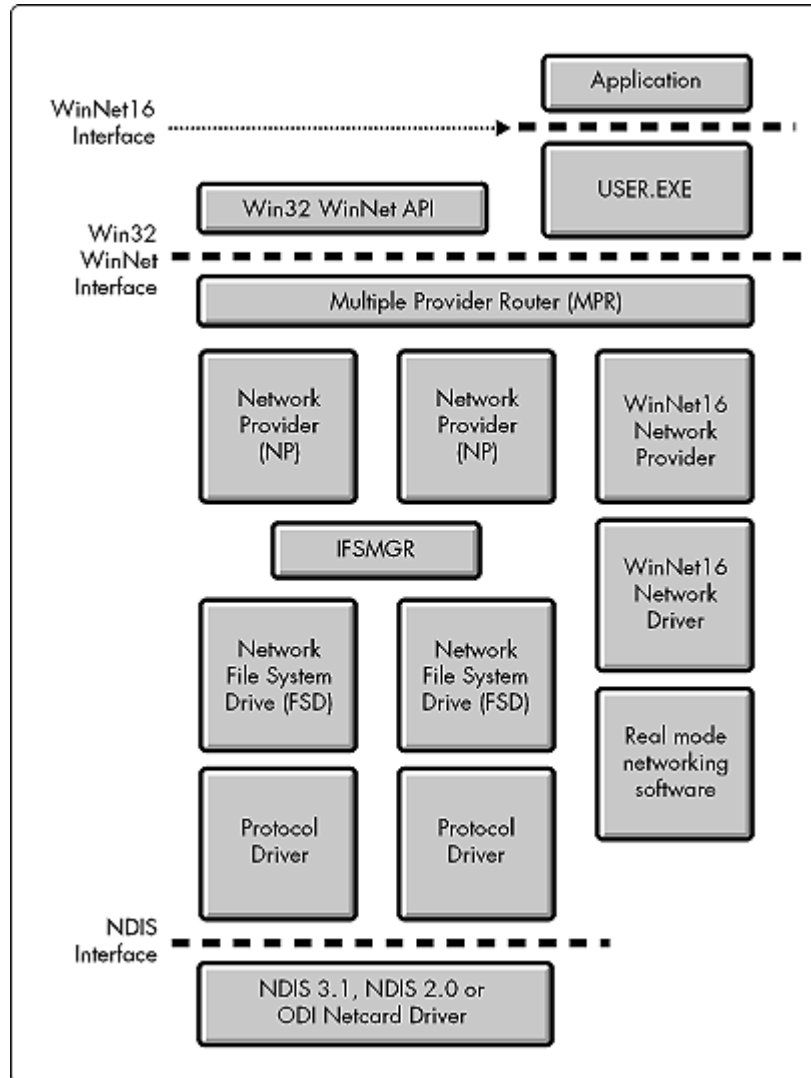 Application
WinNet16
Interface
USER.EXE
Win32 WinNet API
Win32
WinNet
Interface
Multiple Provider Router (MPR)
Network
Provider
(NP)
Network
Provider
(NP)
WinNet16
Network
Provider
IFSMGR
WinNet16
Network
Driver
Network
File System
Drive (FSD)
Network
File System
Drive (FSD)
Real mode
networking
software
Protocol
Driver
Protocol
Driver
NDIS
Interface
NDIS 3.1, NDIS 2.0 or
ODI Netcard Driver